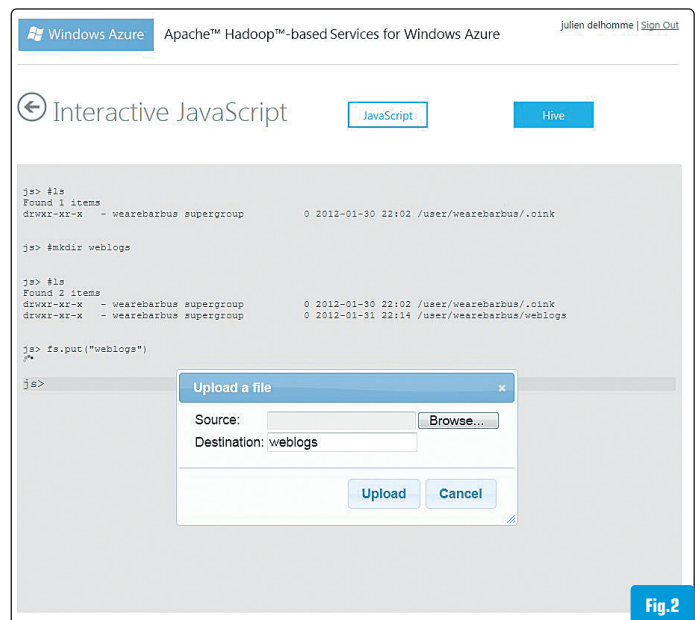 Windows Azure Apache™ Hadoop™-based Services for Windows Azure julien delhomme | Sign Out
Interactive JavaScript JavaScript Hive
js> #ls
Found 1 items
drwxr-xr-x - wearebarbus supergroup 0 2012-01-30 22:02 /user/wearebarbus/.oink
js> #mkdir weblogs
js> #ls
Found 2 items
drwxr-xr-x - wearebarbus supergroup 0 2012-01-30 22:02 /user/wearebarbus/.oink
drwxr-xr-x - wearebarbus supergroup 0 2012-01-31 22:14 /user/wearebarbus/weblogs
js> fs.put("weblogs")
js>
Upload a file ×
Source: Browse...
Destination: weblogs
Upload Cancel
Fig.2